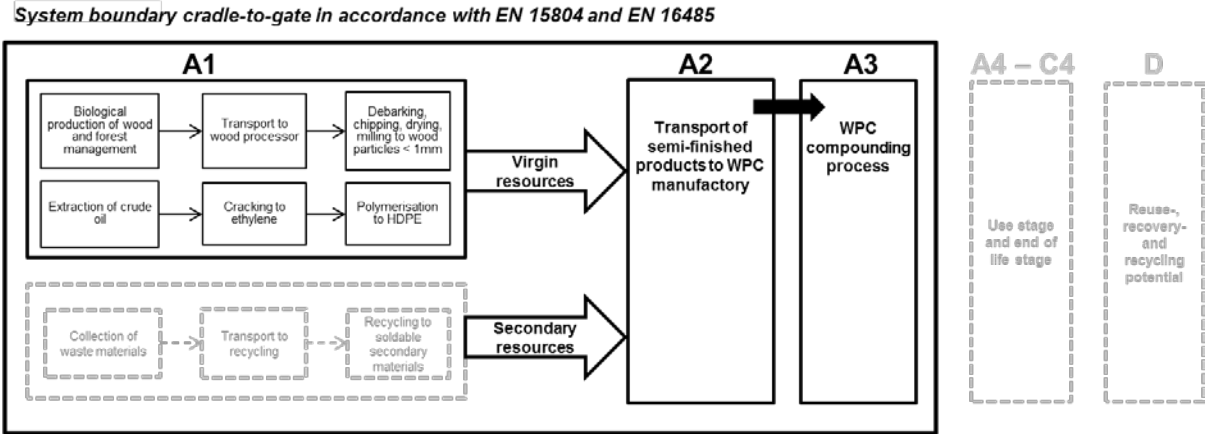 System boundary cradle-to-gate in accordance with EN 15804 and EN 16485
A1
Biological
production of wood
and forest
management
Transport to
wood processor
Debarking,
chipping, drying,
milling to wood
particles < 1mm
Extraction of crude
oil
Cracking to
ethylene
Polymerisation
to HDPE
Virgin
resources
Collection of
waste materials
Transport to
recycling
Recycling to
soldable
secondary
materials
Secondary
resources
A2
Transport of
semi-finished
products to WPC
manufactory
A3
WPC
compounding
process
A4 – C4
Use stage
and end of
life stage
D
Reuse-,
recovery-
and
recycling
potential